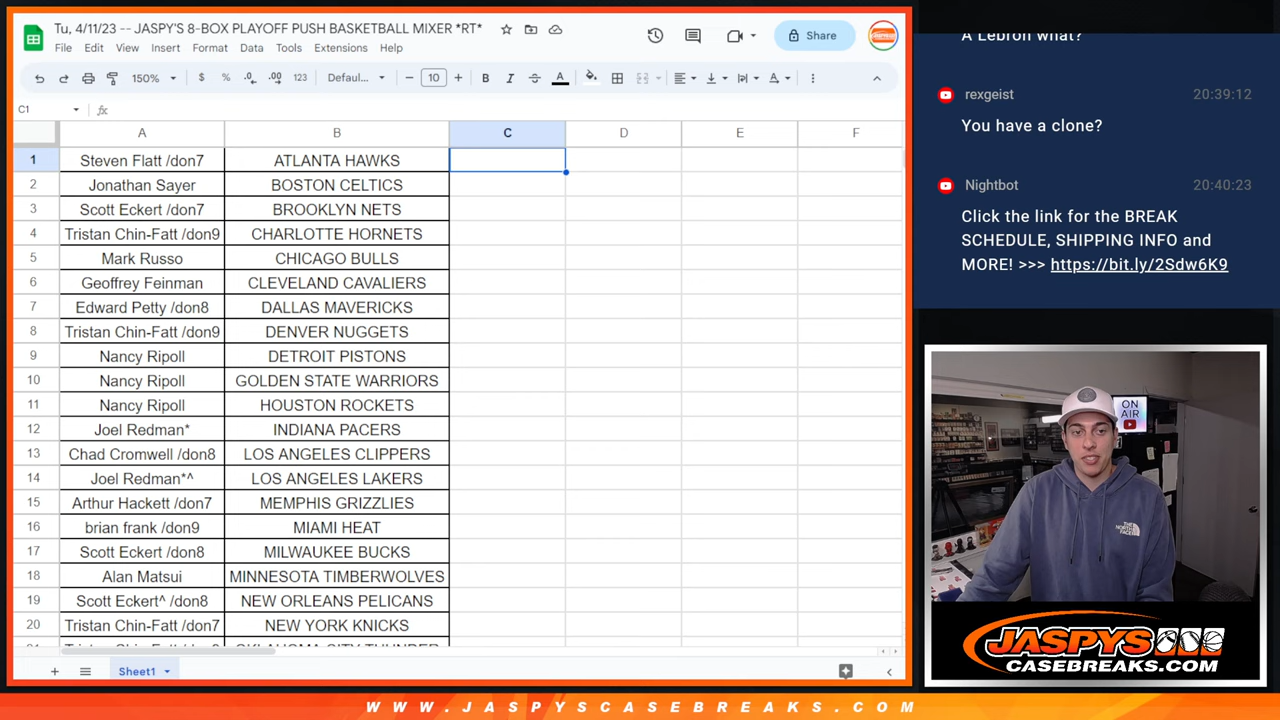 Tu, 4/11/23 -- JASPY'S 8-BOX PLAYOFF PUSH BASKETBALL MIXER *RT*
File Edit View Insert Format Data Tools Extensions Help
Share
150% $ % .0 .00 123 Defaul... 10 B I A
C1 fx
A B C D E F
1 Steven Flatt /don7 ATLANTA HAWKS
2 Jonathan Sayer BOSTON CELTICS
3 Scott Eckert /don7 BROOKLYN NETS
4 Tristan Chin-Fatt /don9 CHARLOTTE HORNETS
5 Mark Russo CHICAGO BULLS
6 Geoffrey Feinman CLEVELAND CAVALIERS
7 Edward Petty /don8 DALLAS MAVERICKS
8 Tristan Chin-Fatt /don9 DENVER NUGGETS
9 Nancy Ripoll DETROIT PISTONS
10 Nancy Ripoll GOLDEN STATE WARRIORS
11 Nancy Ripoll HOUSTON ROCKETS
12 Joel Redman* INDIANA PACERS
13 Chad Cromwell /don8 LOS ANGELES CLIPPERS
14 Joel Redman*^ LOS ANGELES LAKERS
15 Arthur Hackett /don7 MEMPHIS GRIZZLIES
16 brian frank /don9 MIAMI HEAT
17 Scott Eckert /don8 MILWAUKEE BUCKS
18 Alan Matsui MINNESOTA TIMBERWOLVES
19 Scott Eckert^ /don8 NEW ORLEANS PELICANS
20 Tristan Chin-Fatt /don7 NEW YORK KNICKS
Sheet1
A Lebron what?
rexgeist 20:39:12
You have a clone?
Nightbot 20:40:23
Click the link for the BREAK
SCHEDULE, SHIPPING INFO and
MORE! >>> https://bit.ly/2Sdw6K9
ON
AIR
THE
NORTH
FACE
JASPYS
CASEBREAKS.COM
WWW.JASPYSCASEBREAKS.COM